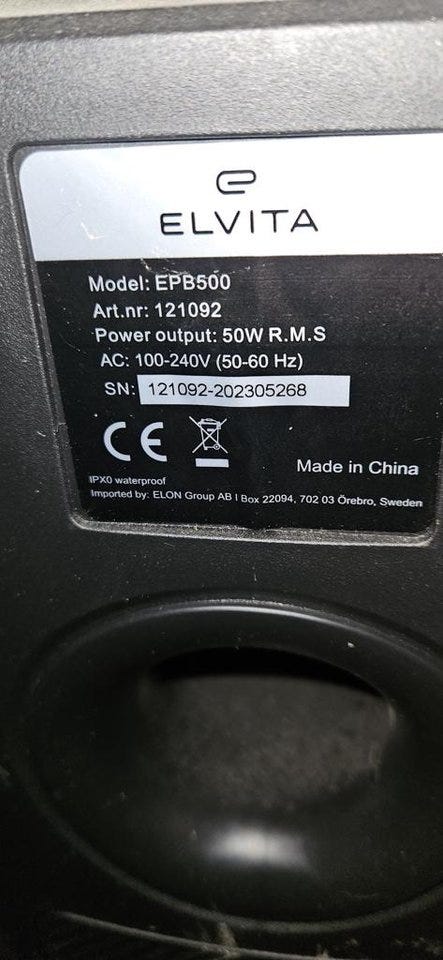 ELVITA
Model: EPB500
Art.nr: 121092
Power output: 50W R.M.S
AC: 100-240V (50-60 Hz)
SN: 121092-202305268
CE
Made in China
IPX0 waterproof
Imported by: ELON Group AB | Box 22094, 702 03 Örebro, Sweden